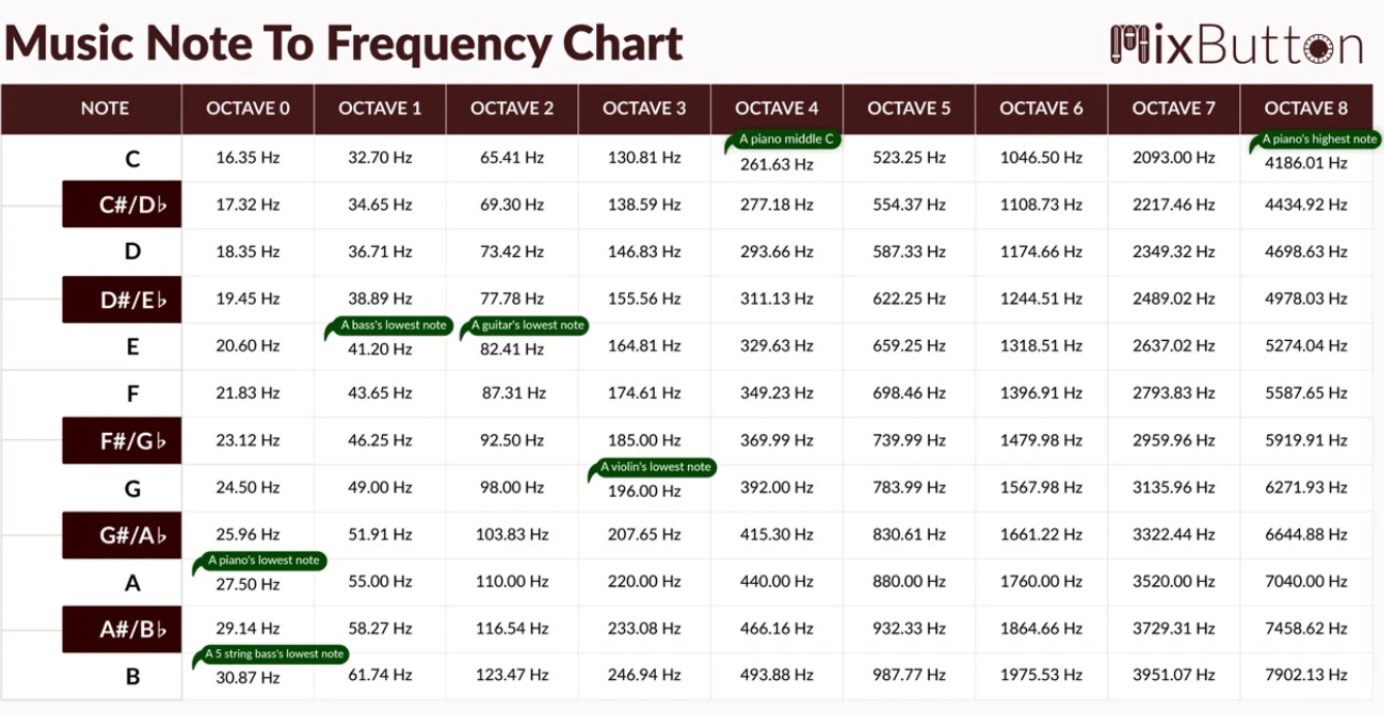 Music Note To Frequency Chart
MixButton
NOTE OCTAVE 0 OCTAVE 1 OCTAVE 2 OCTAVE 3 OCTAVE 4 OCTAVE 5 OCTAVE 6 OCTAVE 7 OCTAVE 8
A piano middle C A piano's highest note
C 16.35 Hz 32.70 Hz 65.41 Hz 130.81 Hz 261.63 Hz 523.25 Hz 1046.50 Hz 2093.00 Hz 4186.01 Hz
C#/D♭ 17.32 Hz 34.65 Hz 69.30 Hz 138.59 Hz 277.18 Hz 554.37 Hz 1108.73 Hz 2217.46 Hz 4434.92 Hz
D 18.35 Hz 36.71 Hz 73.42 Hz 146.83 Hz 293.66 Hz 587.33 Hz 1174.66 Hz 2349.32 Hz 4698.63 Hz
D#/E♭ 19.45 Hz 38.89 Hz 77.78 Hz 155.56 Hz 311.13 Hz 622.25 Hz 1244.51 Hz 2489.02 Hz 4978.03 Hz
A bass's lowest note A guitar's lowest note
E 20.60 Hz 41.20 Hz 82.41 Hz 164.81 Hz 329.63 Hz 659.25 Hz 1318.51 Hz 2637.02 Hz 5274.04 Hz
F 21.83 Hz 43.65 Hz 87.31 Hz 174.61 Hz 349.23 Hz 698.46 Hz 1396.91 Hz 2793.83 Hz 5587.65 Hz
F#/G♭ 23.12 Hz 46.25 Hz 92.50 Hz 185.00 Hz 369.99 Hz 739.99 Hz 1479.98 Hz 2959.96 Hz 5919.91 Hz
A violin's lowest note
G 24.50 Hz 49.00 Hz 98.00 Hz 196.00 Hz 392.00 Hz 783.99 Hz 1567.98 Hz 3135.96 Hz 6271.93 Hz
G#/A♭ 25.96 Hz 51.91 Hz 103.83 Hz 207.65 Hz 415.30 Hz 830.61 Hz 1661.22 Hz 3322.44 Hz 6644.88 Hz
A piano's lowest note
A 27.50 Hz 55.00 Hz 110.00 Hz 220.00 Hz 440.00 Hz 880.00 Hz 1760.00 Hz 3520.00 Hz 7040.00 Hz
A#/B♭ 29.14 Hz 58.27 Hz 116.54 Hz 233.08 Hz 466.16 Hz 932.33 Hz 1864.66 Hz 3729.31 Hz 7458.62 Hz
A 5 string bass's lowest note
B 30.87 Hz 61.74 Hz 123.47 Hz 246.94 Hz 493.88 Hz 987.77 Hz 1975.53 Hz 3951.07 Hz 7902.13 Hz